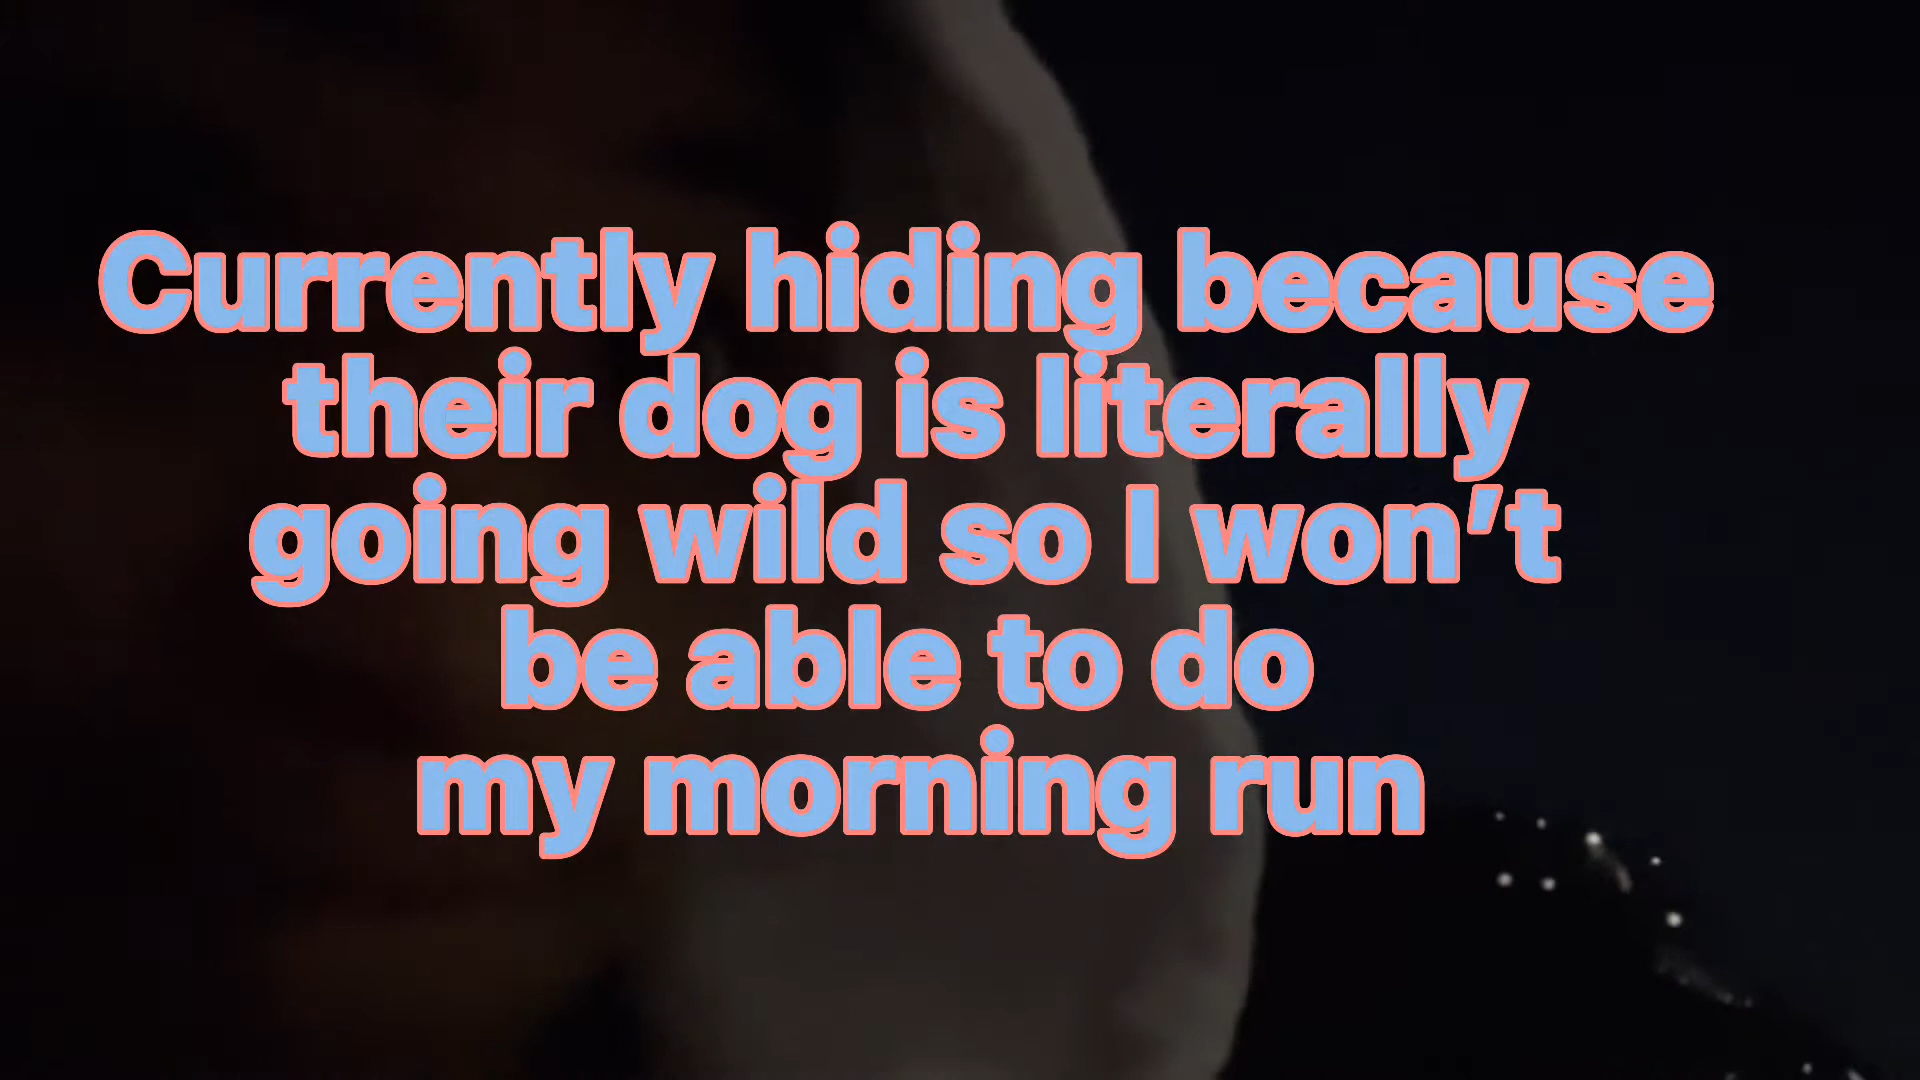 Currently hiding because
their dog is literally
going wild so I won’t
be able to do
my morning run